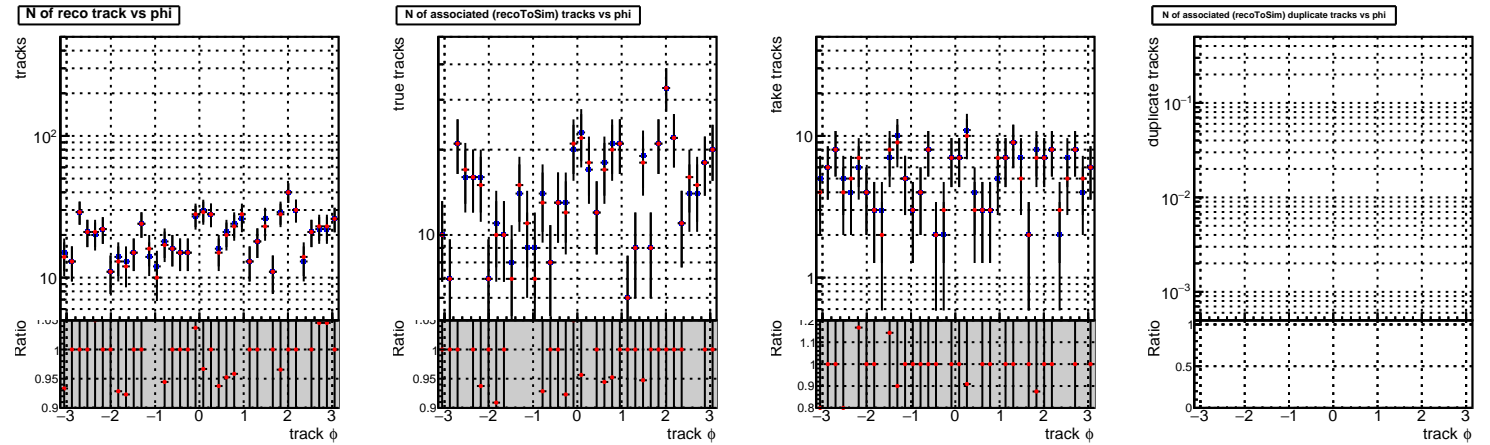 N of reco track vs phi
tracks
10²
10
Ratio
1.05
1
0.95
0.9
−3 −2 −1 0 1 2 3
track ϕ
N of associated (recoToSim) tracks vs phi
true tracks
10
Ratio
1.05
1
0.95
0.9
−3 −2 −1 0 1 2 3
track ϕ
fake tracks
10
1
Ratio
1.2
1.1
1
0.9
0.8
−3 −2 −1 0 1 2 3
track ϕ
N of associated (recoToSim) duplicate tracks vs phi
duplicate tracks
10⁻¹
10⁻²
10⁻³
Ratio
1
0.5
0
−3 −2 −1 0 1 2 3
track ϕ